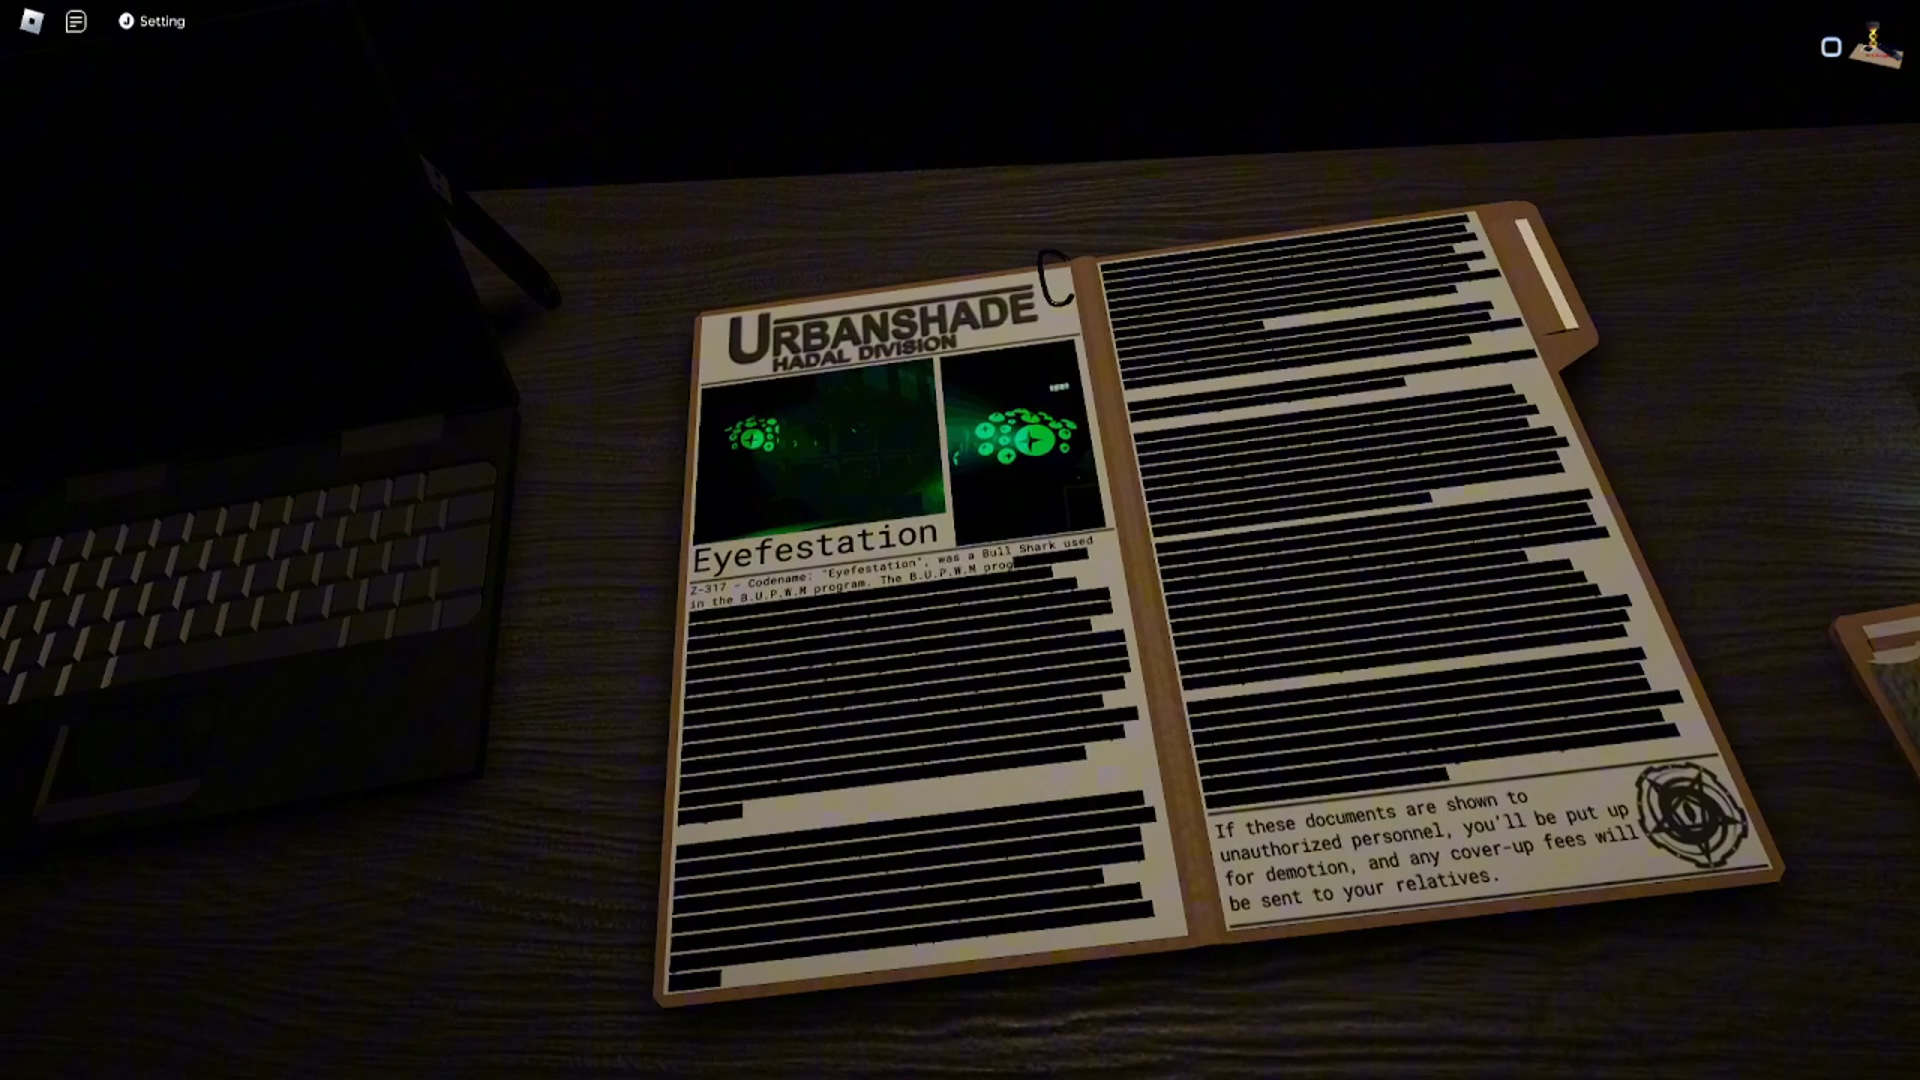 Setting
URBANSHADE
HADAL DIVISION
Eyefestation
Z-317 - Codename: "Eyefestation", was a Bull Shark used
in the B.U.P.W.M program. The B.U.P.W.M prog
If these documents are shown to
unauthorized personnel, you'll be put up
for demotion, and any cover-up fees will
be sent to your relatives.